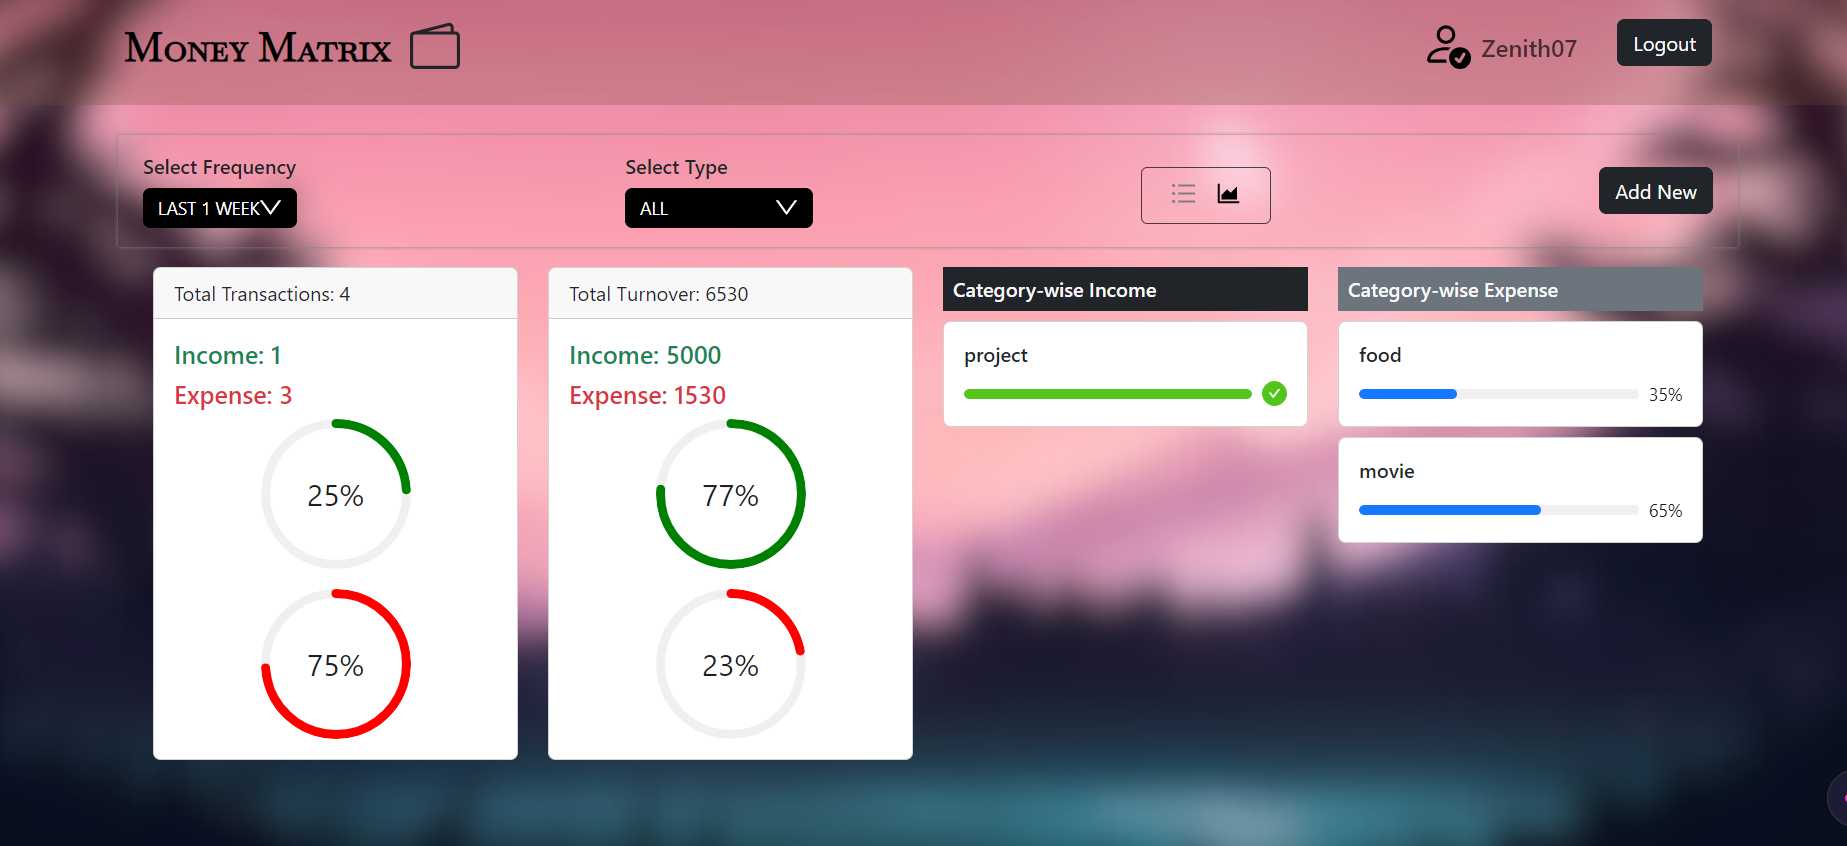 Money Matrix
Zenith07
Logout
Select Frequency
LAST 1 WEEK
Select Type
ALL
Add New
Total Transactions: 4
Income: 1
Expense: 3
25%
75%
Total Turnover: 6530
Income: 5000
Expense: 1530
77%
23%
Category-wise Income
project
Category-wise Expense
food
35%
movie
65%